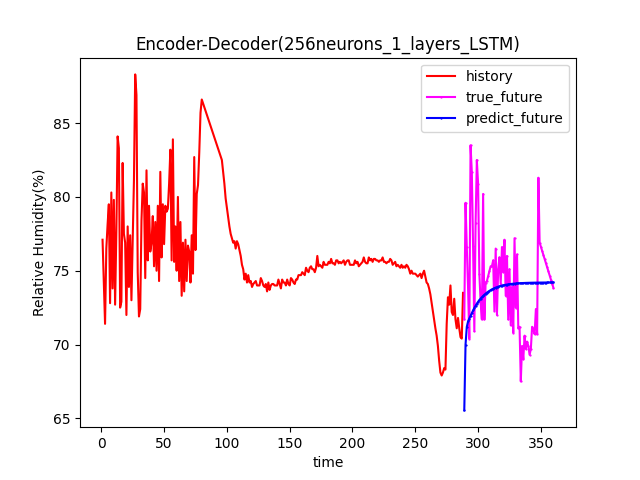 Encoder-Decoder(256neurons_1_layers_LSTM)
history
true_future
predict_future
85
80
75
70
65
Relative Humidity(%)
0 50 100 150 200 250 300 350
time